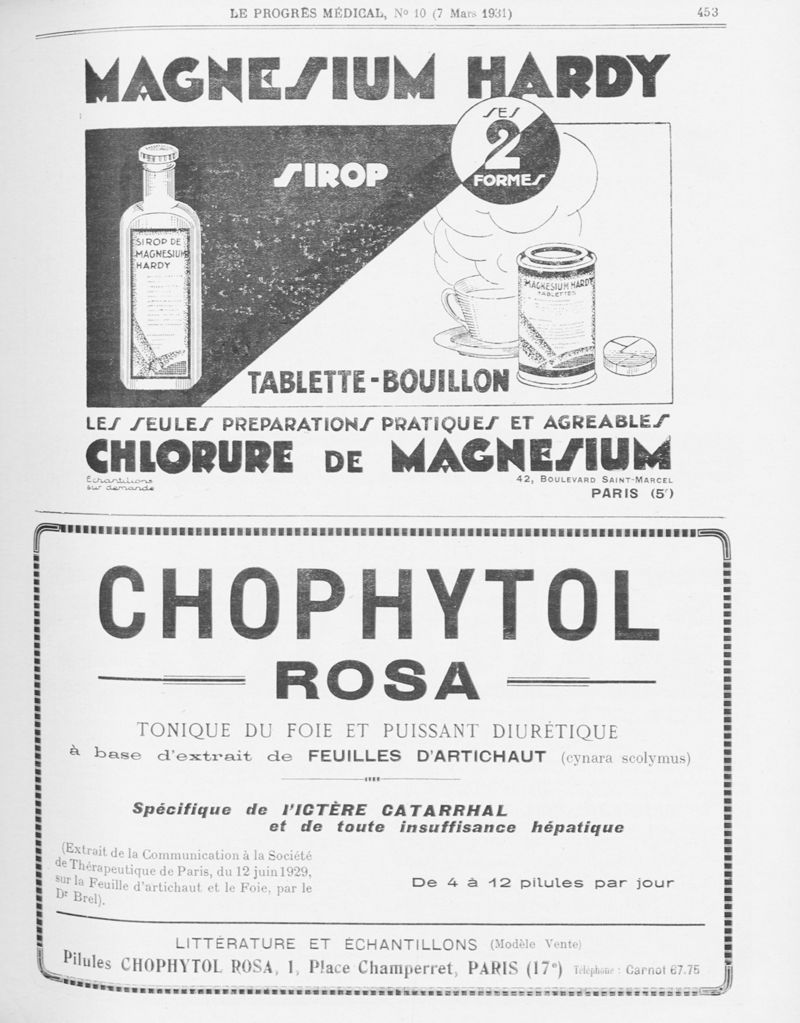 LE PROGRÈS MÉDICAL, No 10 (7 Mars 1931) 453
MAGNESIUM HARDY
SES
2
FORMES
SIROP
SIROP DE
MAGNESIUM
HARDY
MAGNESIUM HARDY
TABLETTES
TABLETTE-BOUILLON
LES SEULES PREPARATIONS PRATIQUES ET AGREABLES
CHLORURE DE MAGNESIUM
Echantillons
sur demande
42, BOULEVARD SAINT-MARCEL
PARIS (5e)
CHOPHYTOL
ROSA
TONIQUE DU FOIE ET PUISSANT DIURÉTIQUE
à base d'extrait de FEUILLES D'ARTICHAUT (cynara scolymus)
Spécifique de l'ICTÈRE CATARRHAL
et de toute insuffisance hépatique
(Extrait de la Communication à la Société
de Thérapeutique de Paris, du 12 juin 1929,
sur la Feuille d'artichaut et le Foie, par le
Dr Brel).
De 4 à 12 pilules par jour
LITTÉRATURE ET ÉCHANTILLONS (Modèle Vente)
Pilules CHOPHYTOL ROSA, 1, Place Champerret, PARIS (17e) Téléphone : Carnot 67.75